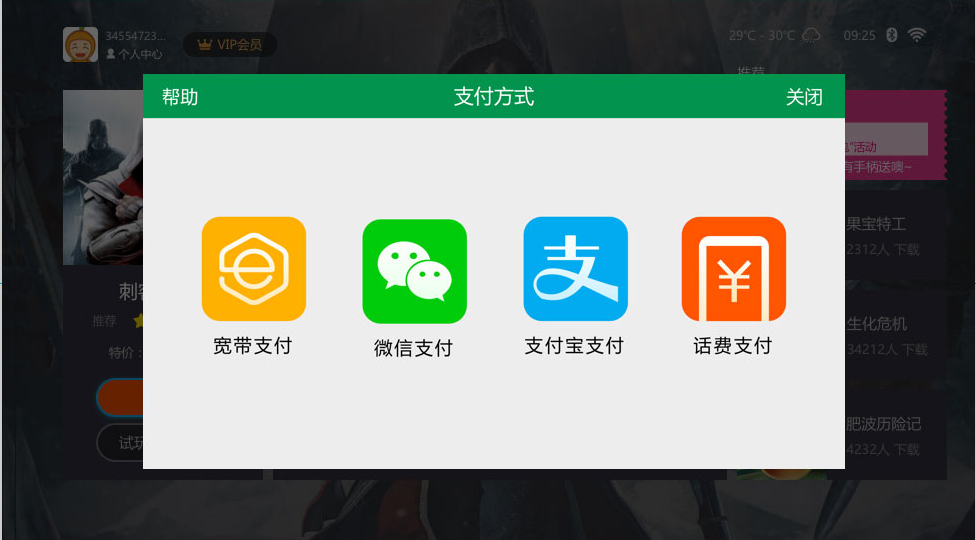 34554723...
个人中心
VIP会员
29°C - 30°C
09:25
推荐
帮助
支付方式
关闭
宽带支付
微信支付
支付宝支付
话费支付
活动
有手柄送噢~
果宝特工
2312人 下载
生化危机
34212人 下载
肥波历险记
4232人 下载
刺客
推荐
特价：
试玩